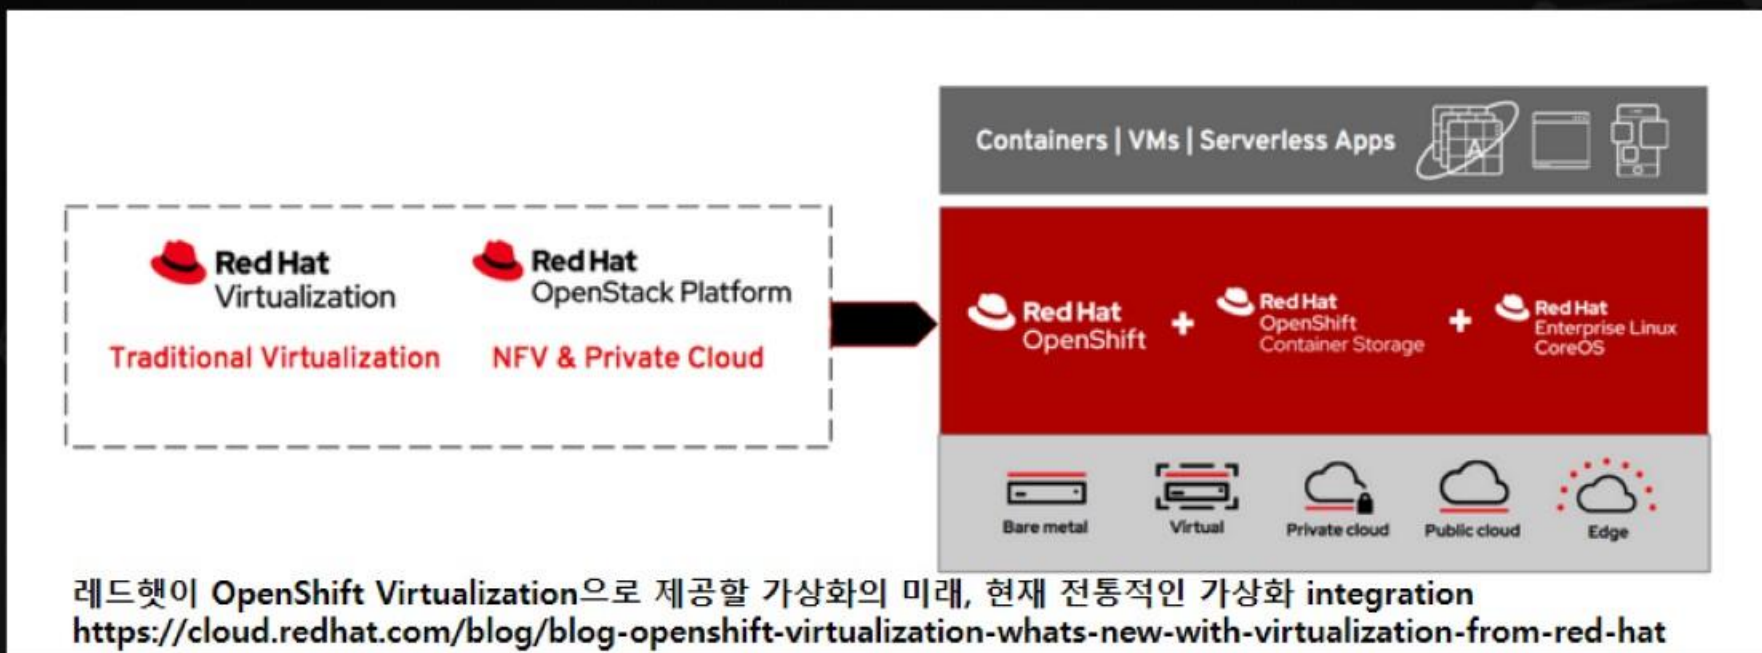 Containers | VMs | Serverless Apps
A
Red Hat
Virtualization
Traditional Virtualization
Red Hat
OpenStack Platform
NFV & Private Cloud
Red Hat
OpenShift
+
Red Hat
OpenShift
Container Storage
+
Red Hat
Enterprise Linux
CoreOS
Bare metal
Virtual
Private cloud
Public cloud
Edge
레드햇이 OpenShift Virtualization으로 제공할 가상화의 미래, 현재 전통적인 가상화 integration
https://cloud.redhat.com/blog/blog-openshift-virtualization-whats-new-with-virtualization-from-red-hat